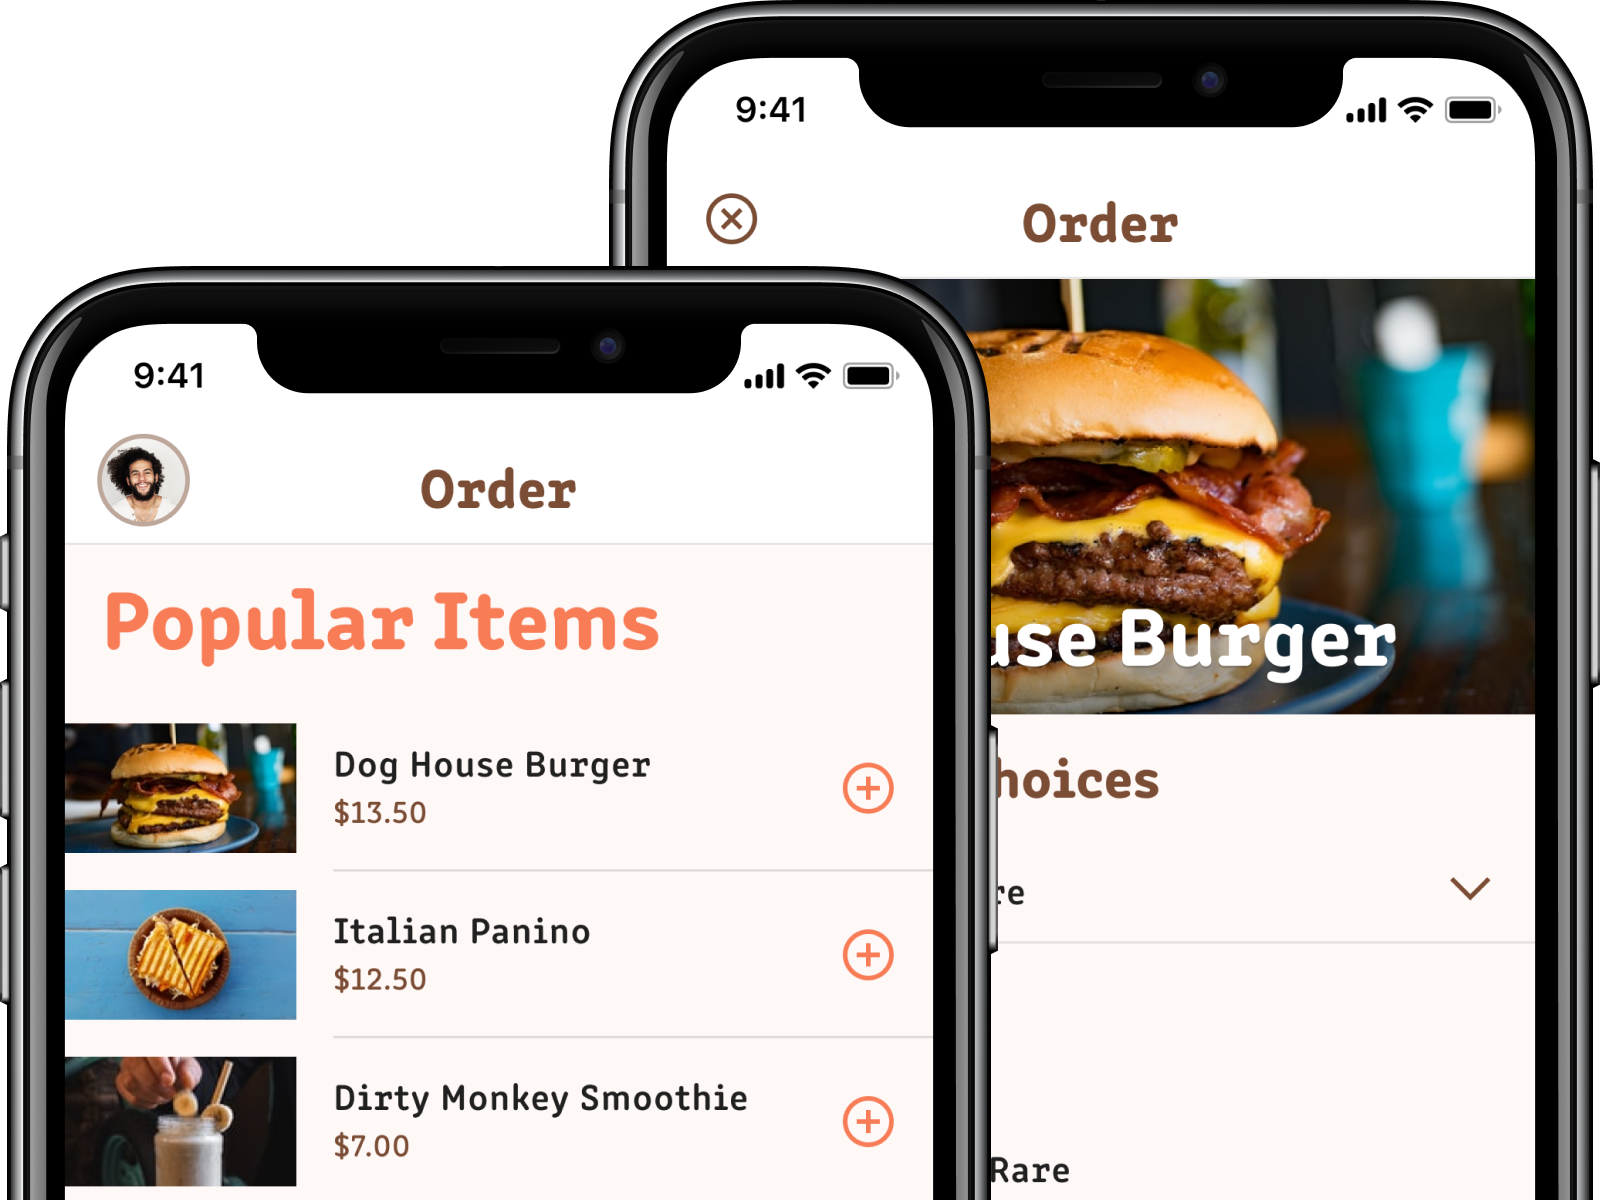 9:41
Order
Popular Items
Dog House Burger
$13.50
Italian Panino
$12.50
Dirty Monkey Smoothie
$7.00
9:41
Order
use Burger
hoices
re
Rare